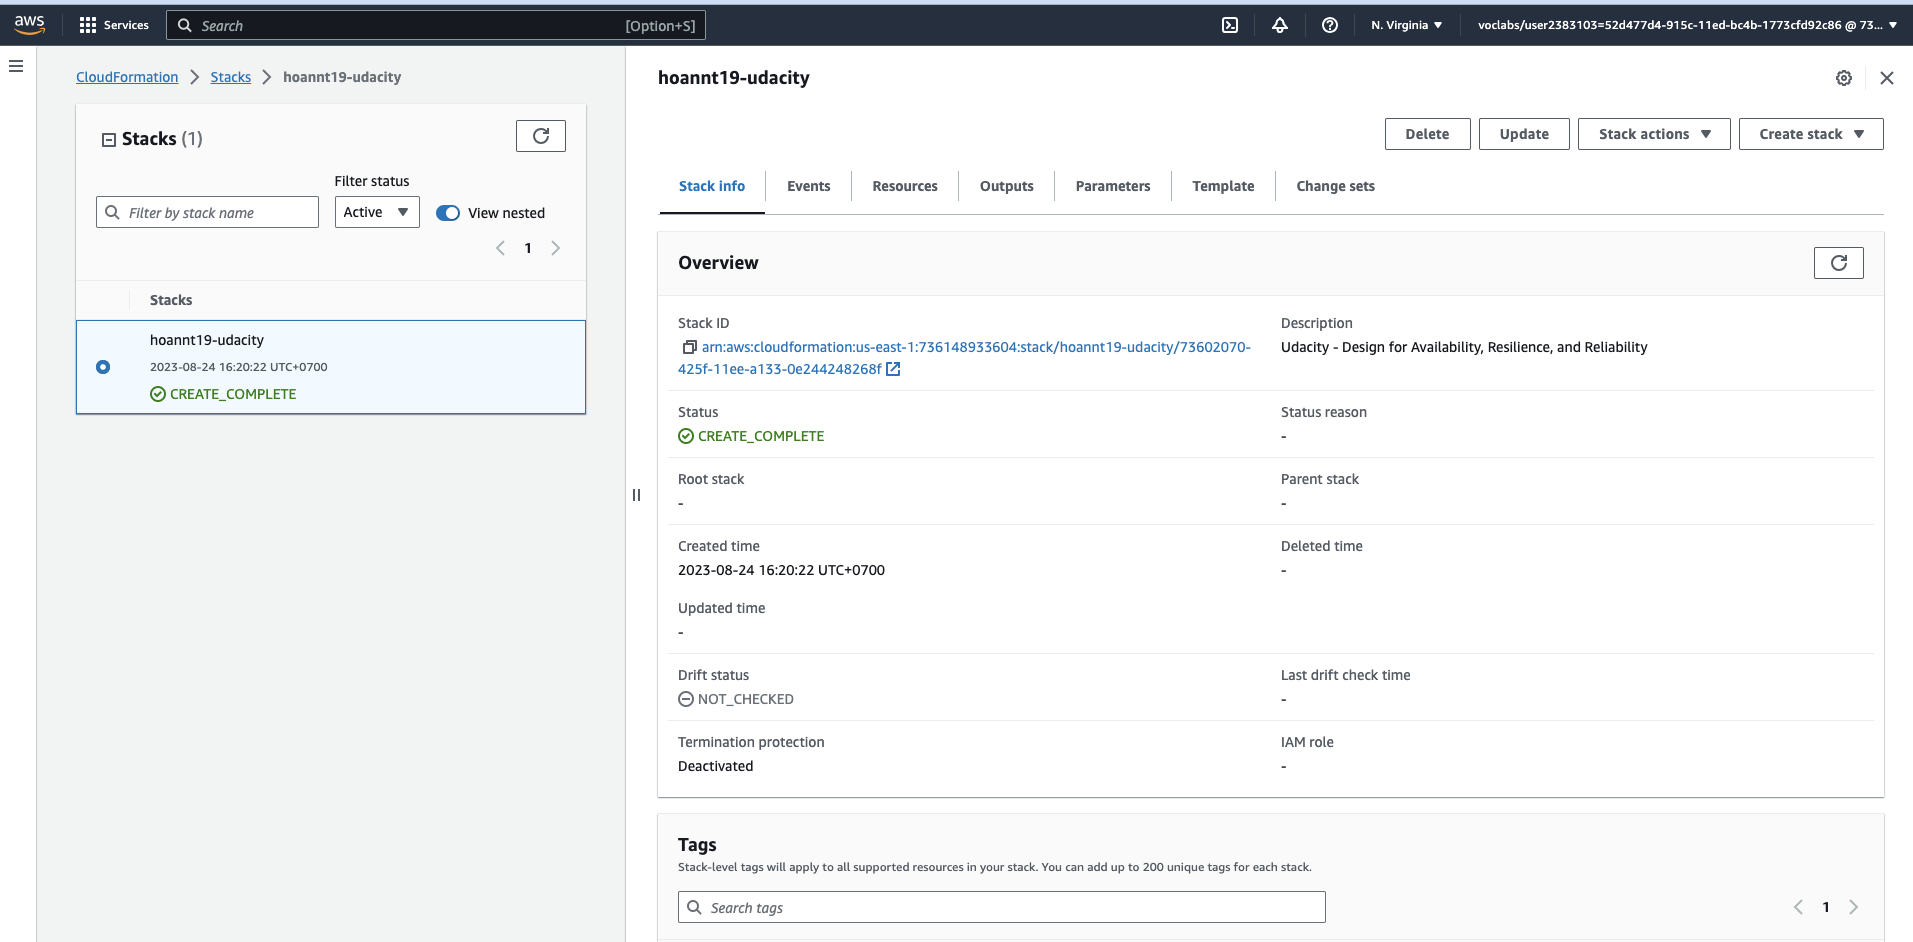 aws
Services
Search
[Option+S]
N. Virginia
voclabs/user2383103=52d477d4-915c-11ed-bc4b-1773cfd92c86 @ 73...
CloudFormation
Stacks
hoannt19-udacity
Stacks (1)
Filter status
Filter by stack name
Active
View nested
1
Stacks
hoannt19-udacity
2023-08-24 16:20:22 UTC+0700
CREATE_COMPLETE
hoannt19-udacity
Delete
Update
Stack actions
Create stack
Stack info
Events
Resources
Outputs
Parameters
Template
Change sets
Overview
Stack ID
arn:aws:cloudformation:us-east-1:736148933604:stack/hoannt19-udacity/73602070-
425f-11ee-a133-0e244248268f
Description
Udacity - Design for Availability, Resilience, and Reliability
Status
CREATE_COMPLETE
Status reason
-
Root stack
-
Parent stack
-
Created time
2023-08-24 16:20:22 UTC+0700
Deleted time
-
Updated time
-
Drift status
NOT_CHECKED
Last drift check time
-
Termination protection
Deactivated
IAM role
-
Tags
Stack-level tags will apply to all supported resources in your stack. You can add up to 200 unique tags for each stack.
Search tags
1